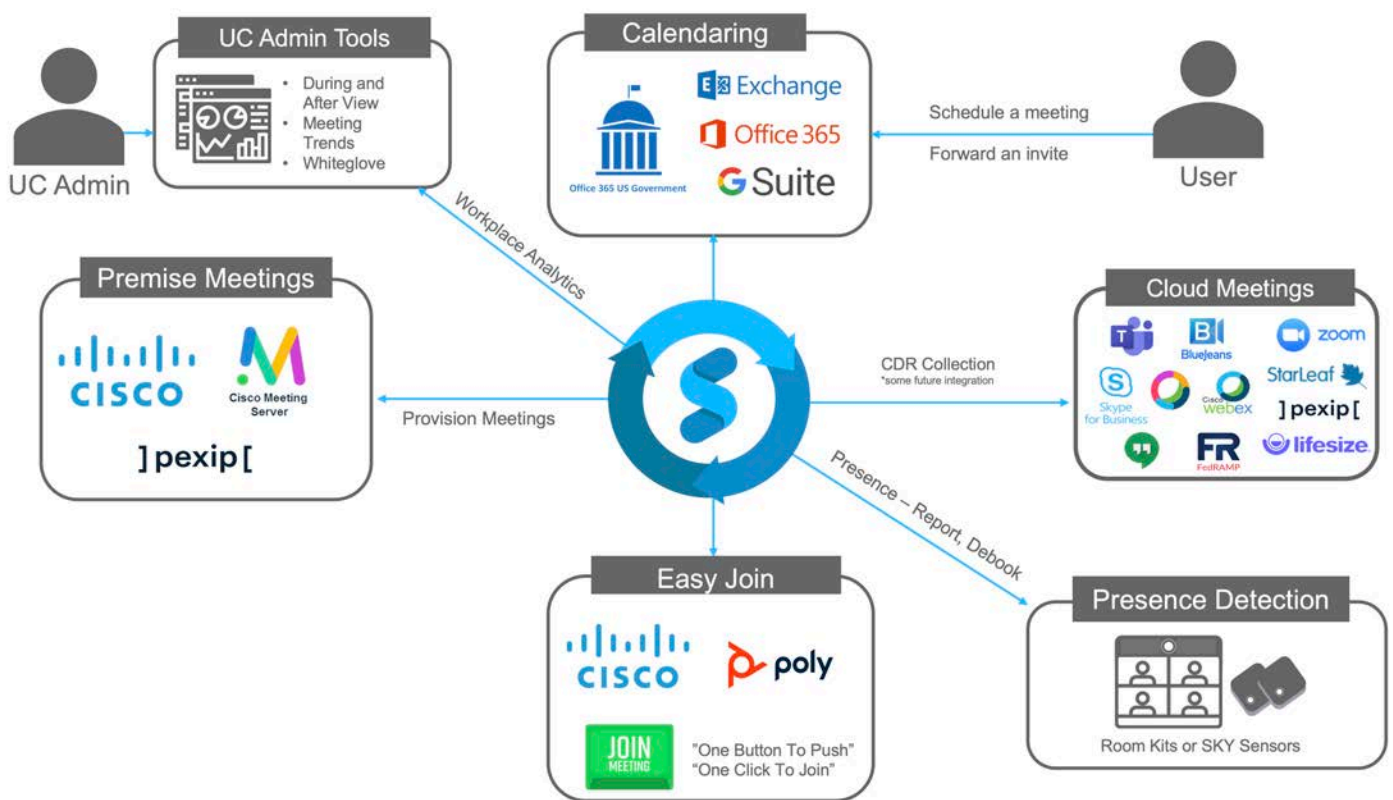 UC Admin Tools
• During and
After View
• Meeting
Trends
• Whiteglove
UC Admin
Calendaring
Office 365 US Government
E Exchange
Office 365
G Suite
Schedule a meeting
Forward an invite
User
Workplace Analytics
Premise Meetings
CISCO
Cisco Meeting
Server
]pexip[
Provision Meetings
S
CDR Collection
*some future integration
Cloud Meetings
T
B
BlueJeans
zoom
S
Skype
for Business
Cisco
webex
StarLeaf
]pexip[
FR
FedRAMP
lifesize
Presence – Report, Debook
Easy Join
CISCO
poly
JOIN
MEETING
"One Button To Push"
“One Click To Join”
Presence Detection
Room Kits or SKY Sensors